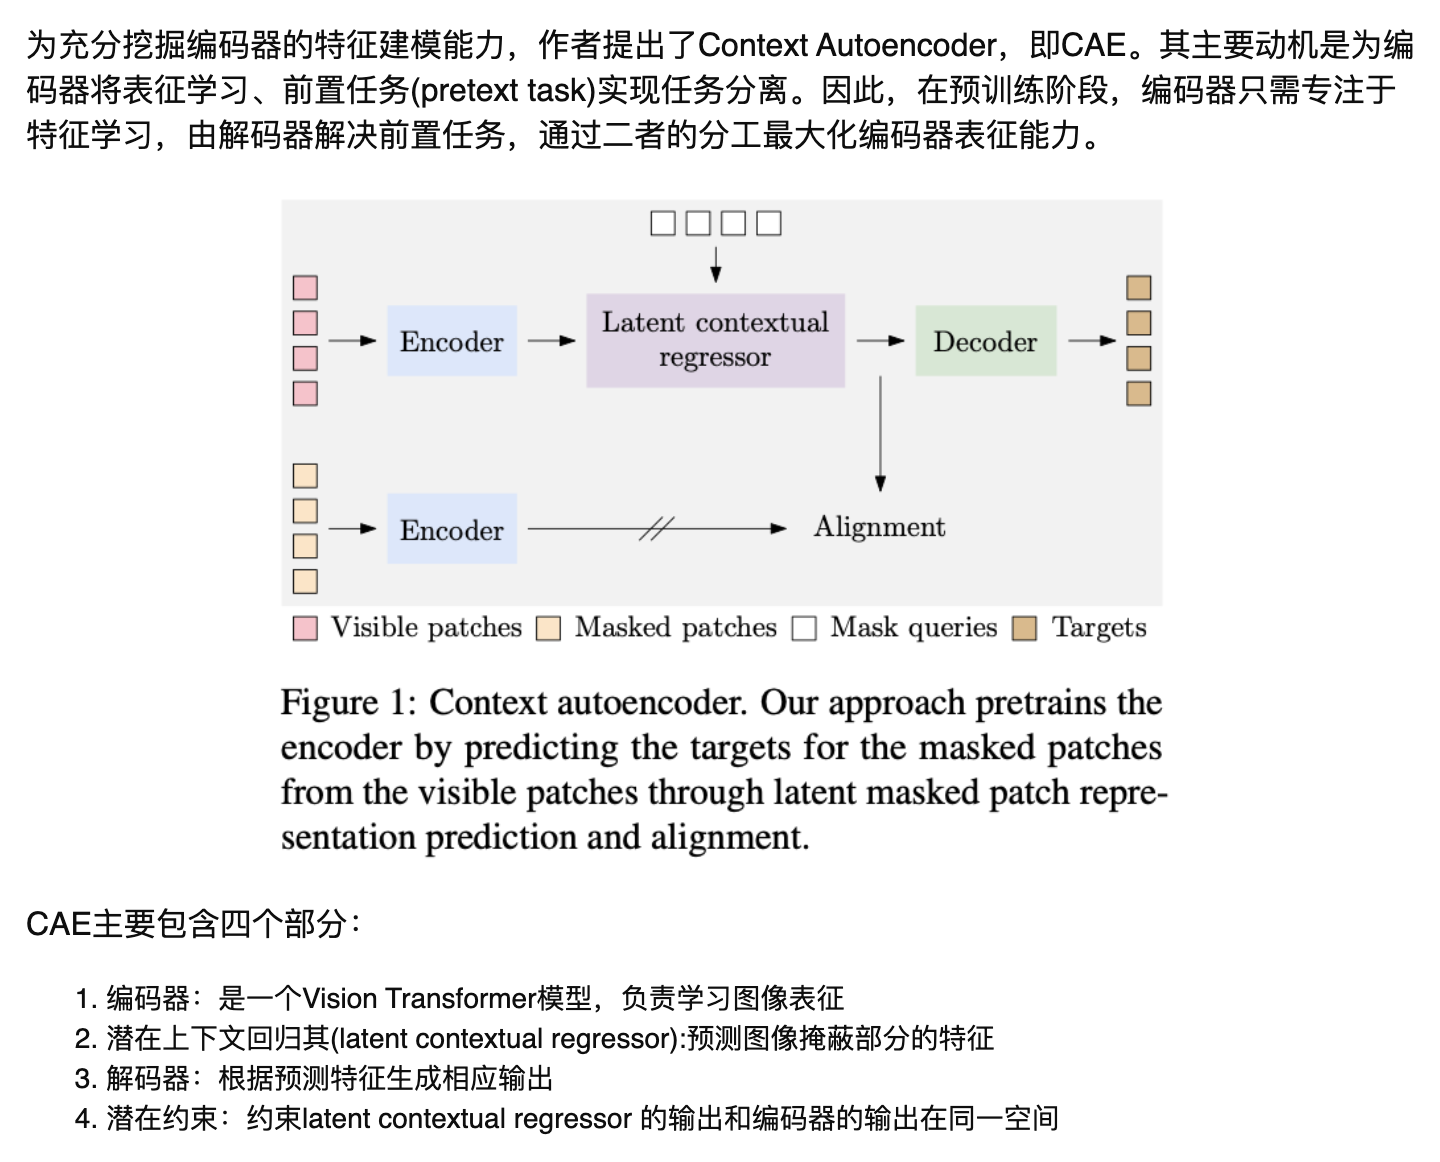 为充分挖掘编码器的特征建模能力，作者提出了Context Autoencoder，即CAE。其主要动机是为编
码器将表征学习、前置任务(pretext task)实现任务分离。因此，在预训练阶段，编码器只需专注于
特征学习，由解码器解决前置任务，通过二者的分工最大化编码器表征能力。
Encoder
Latent contextual
regressor
Decoder
Encoder
Alignment
Visible patches
Masked patches
Mask queries
Targets
Figure 1: Context autoencoder. Our approach pretrains the
encoder by predicting the targets for the masked patches
from the visible patches through latent masked patch repre-
sentation prediction and alignment.
CAE主要包含四个部分：
1. 编码器：是一个Vision Transformer模型，负责学习图像表征
2. 潜在上下文回归其(latent contextual regressor):预测图像掩蔽部分的特征
3. 解码器：根据预测特征生成相应输出
4. 潜在约束：约束latent contextual regressor 的输出和编码器的输出在同一空间